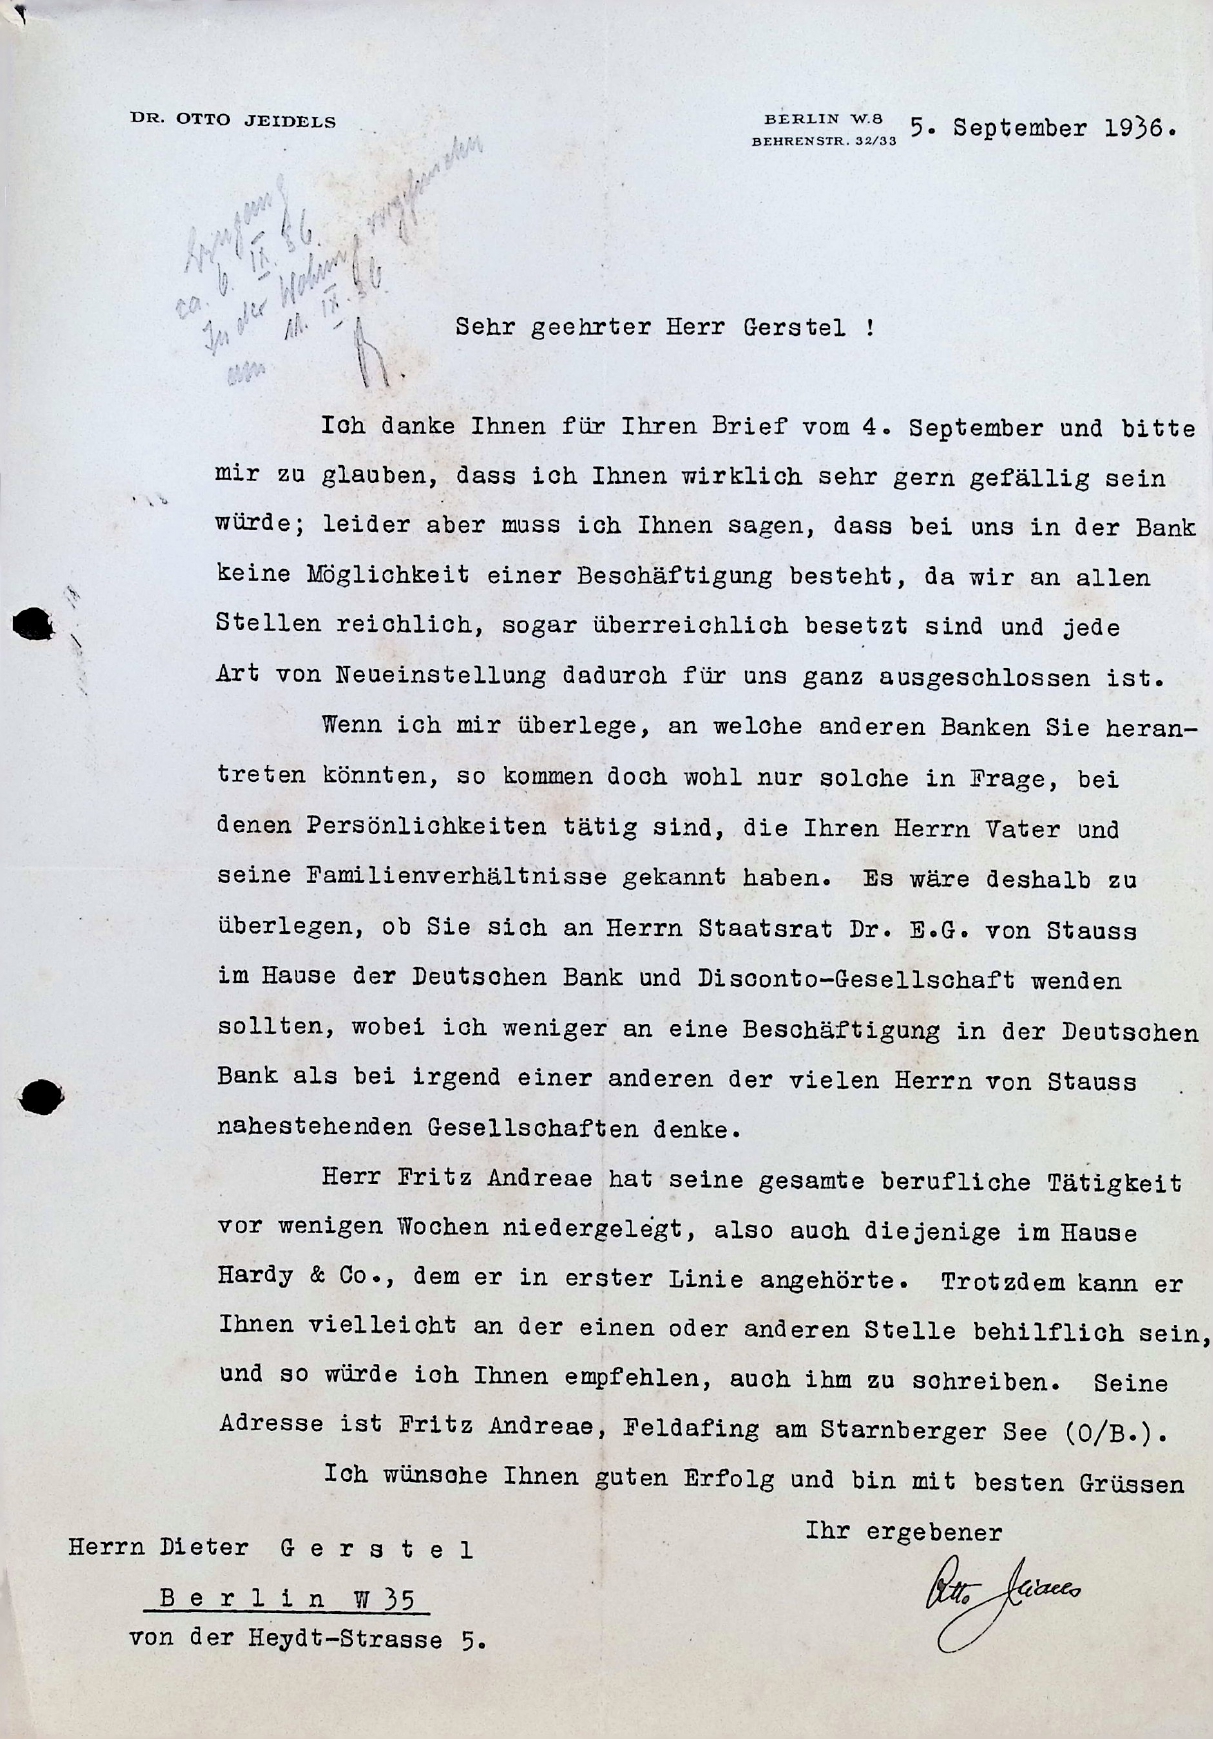 DR. OTTO JEIDELS
BERLIN W.8
BEHRENSTR. 32/33
5. September 1936.
ca. 6. IX. 36.
In der Wohnung vorgefunden
am 11. IX. 36
Sehr geehrter Herr Gerstel !
Ich danke Ihnen für Ihren Brief vom 4. September und bitte
mir zu glauben, dass ich Ihnen wirklich sehr gern gefällig sein
würde; leider aber muss ich Ihnen sagen, dass bei uns in der Bank
keine Möglichkeit einer Beschäftigung besteht, da wir an allen
Stellen reichlich, sogar überreichlich besetzt sind und jede
Art von Neueinstellung dadurch für uns ganz ausgeschlossen ist.
Wenn ich mir überlege, an welche anderen Banken Sie heran-
treten könnten, so kommen doch wohl nur solche in Frage, bei
denen Persönlichkeiten tätig sind, die Ihren Herrn Vater und
seine Familienverhältnisse gekannt haben. Es wäre deshalb zu
überlegen, ob Sie sich an Herrn Staatsrat Dr. E.G. von Stauss
im Hause der Deutschen Bank und Disconto-Gesellschaft wenden
sollten, wobei ich weniger an eine Beschäftigung in der Deutschen
Bank als bei irgend einer anderen der vielen Herrn von Stauss
nahestehenden Gesellschaften denke.
Herr Fritz Andreae hat seine gesamte berufliche Tätigkeit
vor wenigen Wochen niedergelegt, also auch diejenige im Hause
Hardy & Co., dem er in erster Linie angehörte. Trotzdem kann er
Ihnen vielleicht an der einen oder anderen Stelle behilflich sein,
und so würde ich Ihnen empfehlen, auch ihm zu schreiben. Seine
Adresse ist Fritz Andreae, Feldafing am Starnberger See (O/B.).
Ich wünsche Ihnen guten Erfolg und bin mit besten Grüssen
Ihr ergebener
Otto Jeidels
Herrn Dieter G e r s t e l
B e r l i n W 35
von der Heydt-Strasse 5.